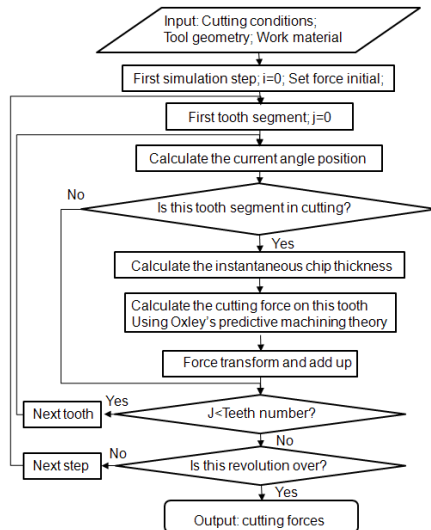 Input: Cutting conditions;
Tool geometry; Work material
First simulation step; i=0; Set force initial;
First tooth segment; j=0
Calculate the current angle position
No
Is this tooth segment in cutting?
Yes
Calculate the instantaneous chip thickness
Calculate the cutting force on this tooth
Using Oxley's predictive machining theory
Force transform and add up
Yes
Next tooth
J<Teeth number?
No
No
Next step
Is this revolution over?
Yes
Output: cutting forces